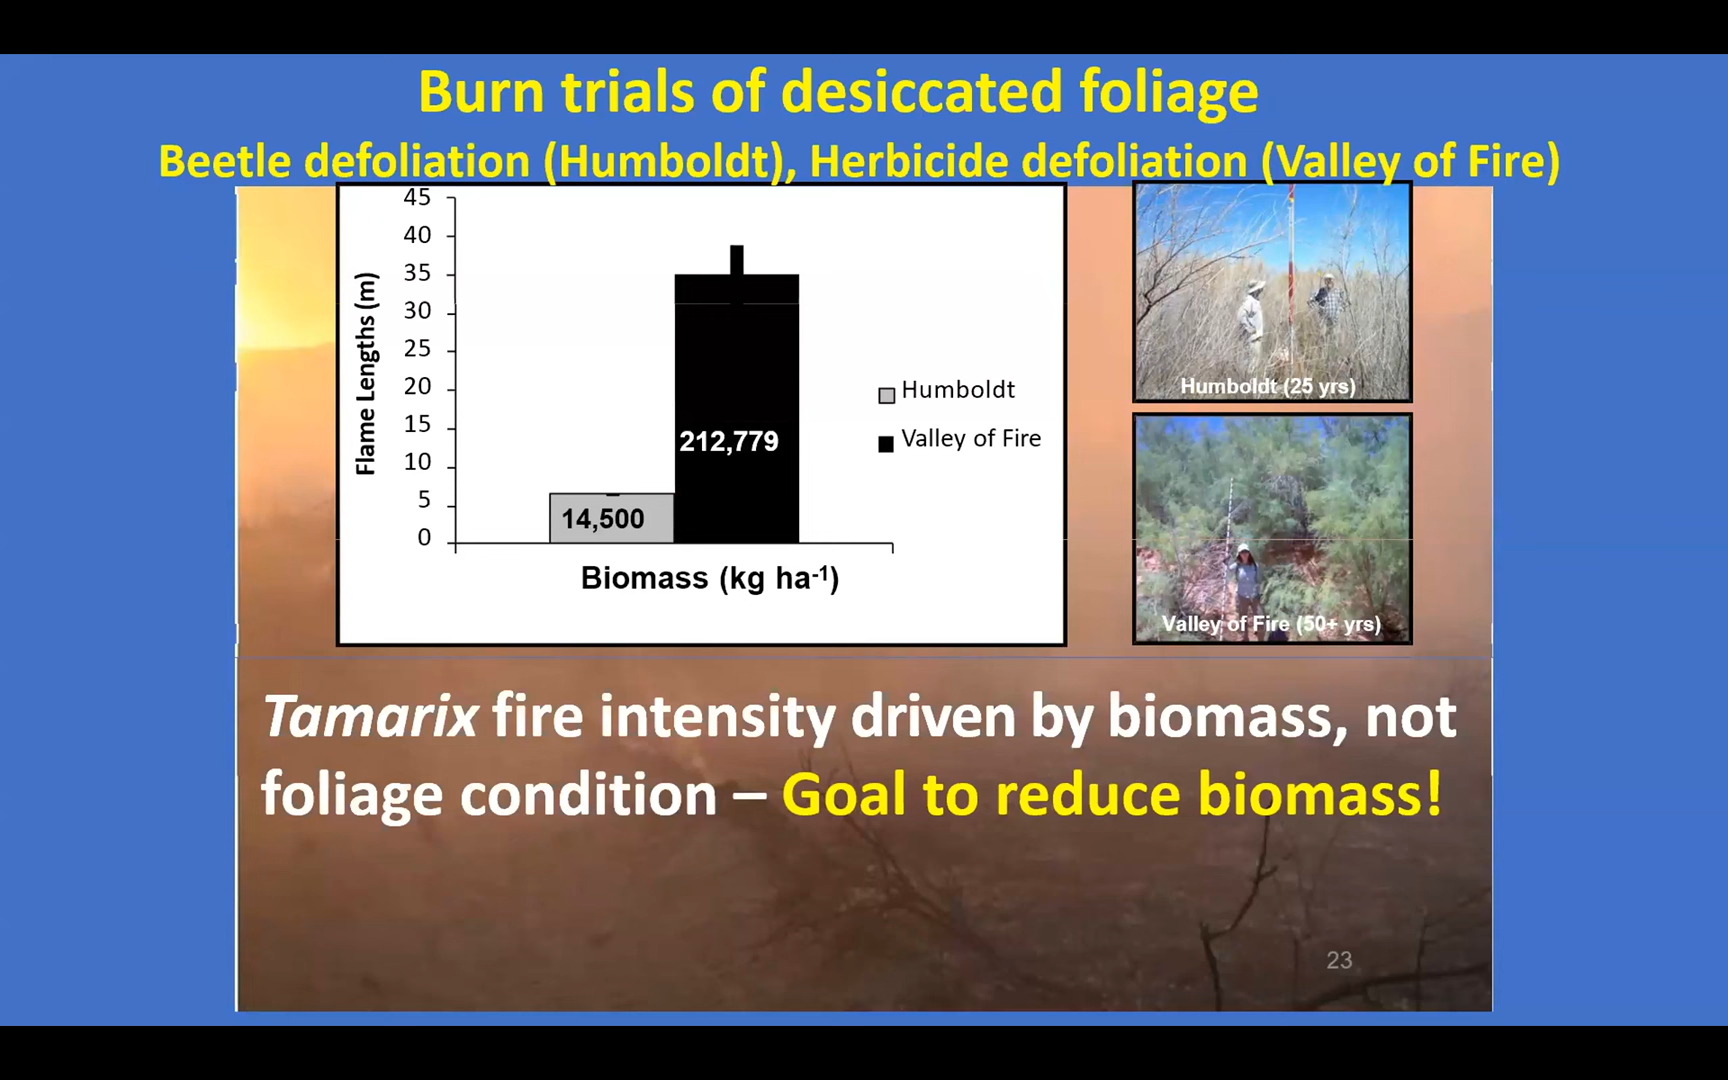 Burn trials of desiccated foliage
Beetle defoliation (Humboldt), Herbicide defoliation (Valley of Fire)
45
40
35
30
25
20
15
10
5
0
Flame Lengths (m)
212,779
14,500
Humboldt
Valley of Fire
Biomass (kg ha-1)
Humboldt (25 yrs)
Valley of Fire (50+ yrs)
Tamarix fire intensity driven by biomass, not
foliage condition – Goal to reduce biomass!
23